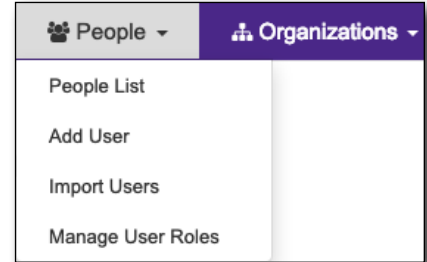 People Organizations
People List
Add User
Import Users
Manage User Roles